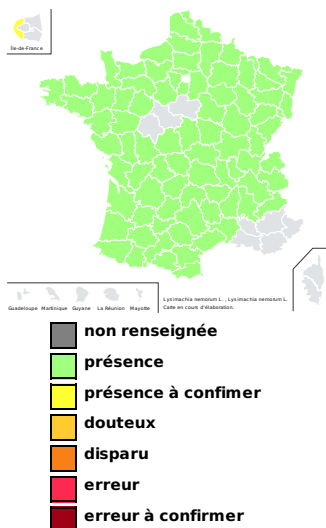 Île-de-France
Guadeloupe Martinique Guyane La Réunion Mayotte
Lysimachia nemorum L. , Lysimachia nemorum L.
Carte en cours d'élaboration.
non renseignée
présence
présence à confimer
douteux
disparu
erreur
erreur à confirmer